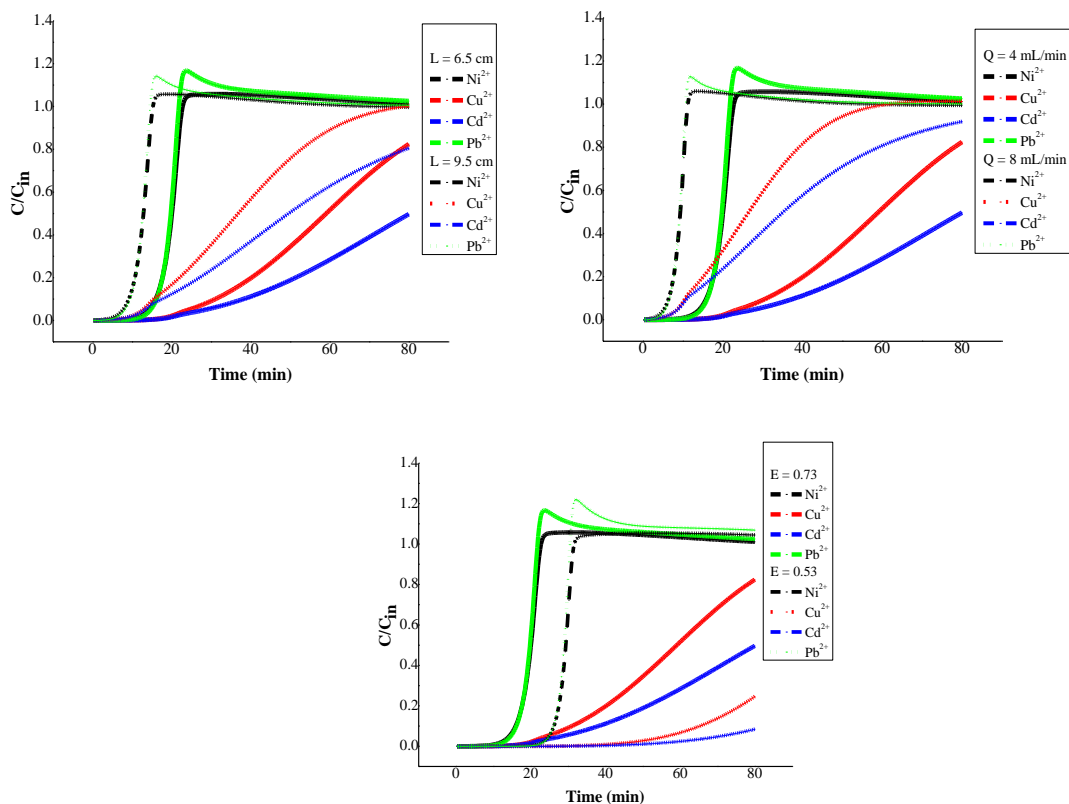 1.4
1.2
1.0
0.8
0.6
0.4
0.2
0.0
C/C_in
0 20 40 60 80
Time (min)
L = 6.5 cm
Ni²⁺
Cu²⁺
Cd²⁺
Pb²⁺
L = 9.5 cm
Ni²⁺
Cu²⁺
Cd²⁺
Pb²⁺
1.4
1.2
1.0
0.8
0.6
0.4
0.2
0.0
C/C_in
0 20 40 60 80
Time (min)
Q = 4 mL/min
Ni²⁺
Cu²⁺
Cd²⁺
Pb²⁺
Q = 8 mL/min
Ni²⁺
Cu²⁺
Cd²⁺
Pb²⁺
1.4
1.2
1.0
0.8
0.6
0.4
0.2
0.0
C/C_in
0 20 40 60 80
Time (min)
E = 0.73
Ni²⁺
Cu²⁺
Cd²⁺
Pb²⁺
E = 0.53
Ni²⁺
Cu²⁺
Cd²⁺
Pb²⁺